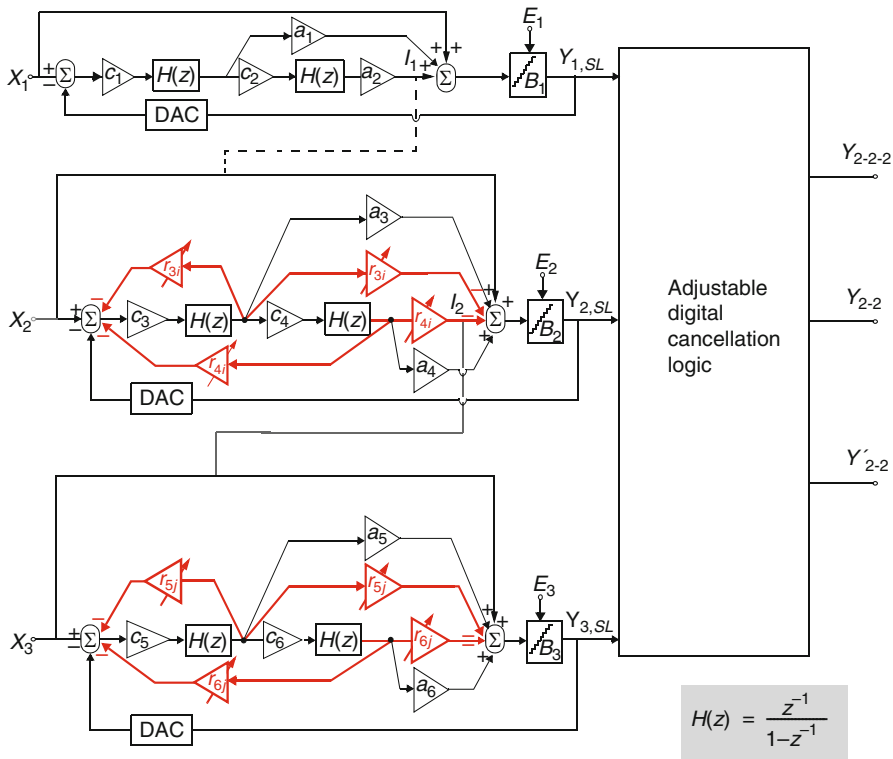 E₁
a₁
+ +
X₁ + − Σ c₁ H(z) c₂ H(z) a₂ I₁ + Σ B₁ Y₁,SL
DAC
Y₂₋₂₋₂
a₃
r₃ᵢ r₃ᵢ E₂
− − + +
X₂ + − Σ c₃ H(z) c₄ H(z) r₄ᵢ I₂ − Σ B₂ Y₂,SL
− r₄ᵢ a₄ +
DAC
Adjustable
digital
cancellation
logic
Y₂₋₂
Y´₂₋₂
a₅
r₅ⱼ r₅ⱼ E₃
− + +
X₃ + − Σ c₅ H(z) c₆ H(z) r₆ⱼ − − Σ B₃ Y₃,SL
− r₆ⱼ a₆ +
DAC
H(z) = z⁻¹ / 1–z⁻¹